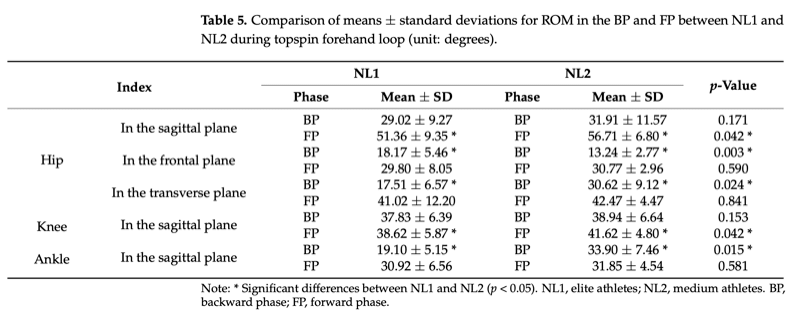 Table 5. Comparison of means ± standard deviations for ROM in the BP and FP between NL1 and
NL2 during topspin forehand loop (unit: degrees).
Index NL1 NL2 p-Value
Phase Mean ± SD Phase Mean ± SD
Hip
In the sagittal plane
BP 29.02 ± 9.27 BP 31.91 ± 11.57 0.171
FP 51.36 ± 9.35 * FP 56.71 ± 6.80 * 0.042 *
In the frontal plane
BP 18.17 ± 5.46 * BP 13.24 ± 2.77 * 0.003 *
FP 29.80 ± 8.05 FP 30.77 ± 2.96 0.590
In the transverse plane
BP 17.51 ± 6.57 * BP 30.62 ± 9.12 * 0.024 *
FP 41.02 ± 12.20 FP 42.47 ± 4.47 0.841
Knee
In the sagittal plane
BP 37.83 ± 6.39 BP 38.94 ± 6.64 0.153
FP 38.62 ± 5.87 * FP 41.62 ± 4.80 * 0.042 *
Ankle
In the sagittal plane
BP 19.10 ± 5.15 * BP 33.90 ± 7.46 * 0.015 *
FP 30.92 ± 6.56 FP 31.85 ± 4.54 0.581
Note: * Significant differences between NL1 and NL2 (p < 0.05). NL1, elite athletes; NL2, medium athletes. BP,
backward phase; FP, forward phase.